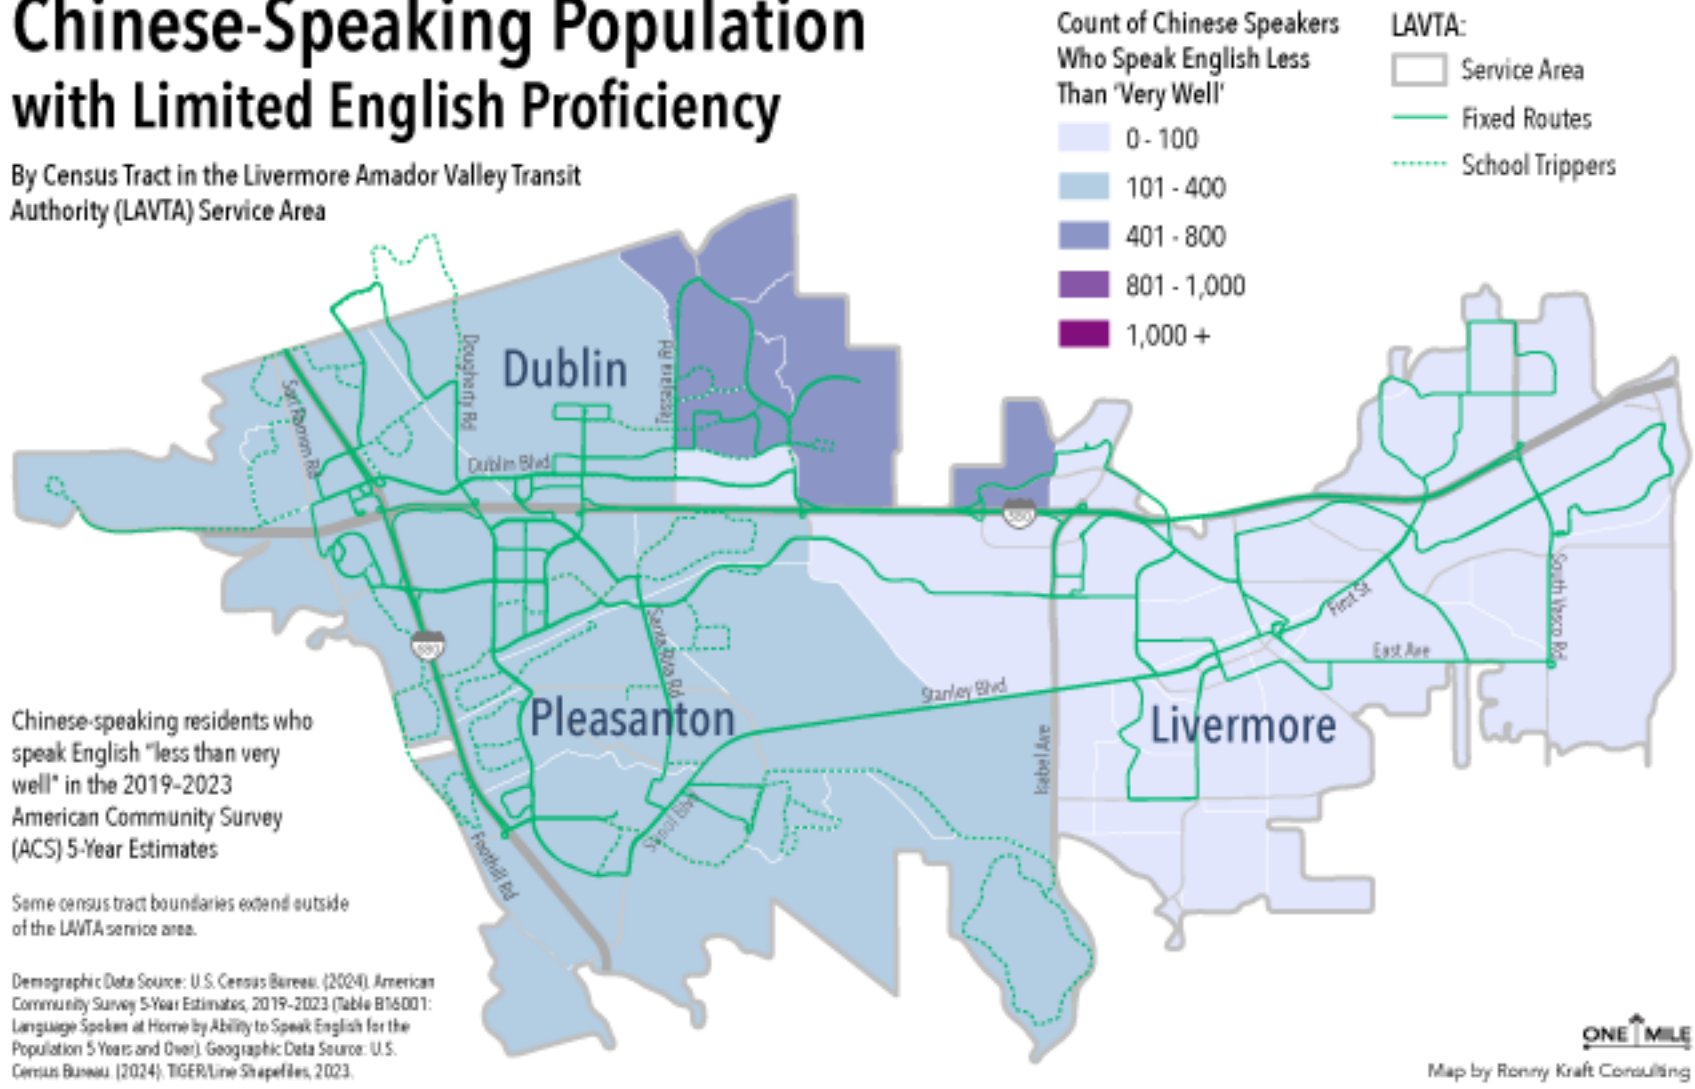 Chinese-Speaking Population
with Limited English Proficiency
By Census Tract in the Livermore Amador Valley Transit
Authority (LAVTA) Service Area
Count of Chinese Speakers
Who Speak English Less
Than ‘Very Well’
0 - 100
101 - 400
401 - 800
801 - 1,000
1,000 +
LAVTA:
Service Area
Fixed Routes
School Trippers
Dublin
Dougherty Rd
Tassajara Rd
San Ramon Rd
Dublin Blvd
580
680
Santa Rita Rd
Pleasanton
Stanley Blvd
Livermore
Isabel Ave
First St
East Ave
South Vasco Rd
Sunol Blvd
Foothill Rd
Chinese-speaking residents who
speak English “less than very
well” in the 2019–2023
American Community Survey
(ACS) 5-Year Estimates
Some census tract boundaries extend outside
of the LAVTA service area.
Demographic Data Source: U.S. Census Bureau. (2024). American
Community Survey 5-Year Estimates, 2019–2023 (Table B16001:
Language Spoken at Home by Ability to Speak English for the
Population 5 Years and Over). Geographic Data Source: U.S.
Census Bureau. (2024). TIGER/Line Shapefiles, 2023.
ONE MILE
Map by Ronny Kraft Consulting